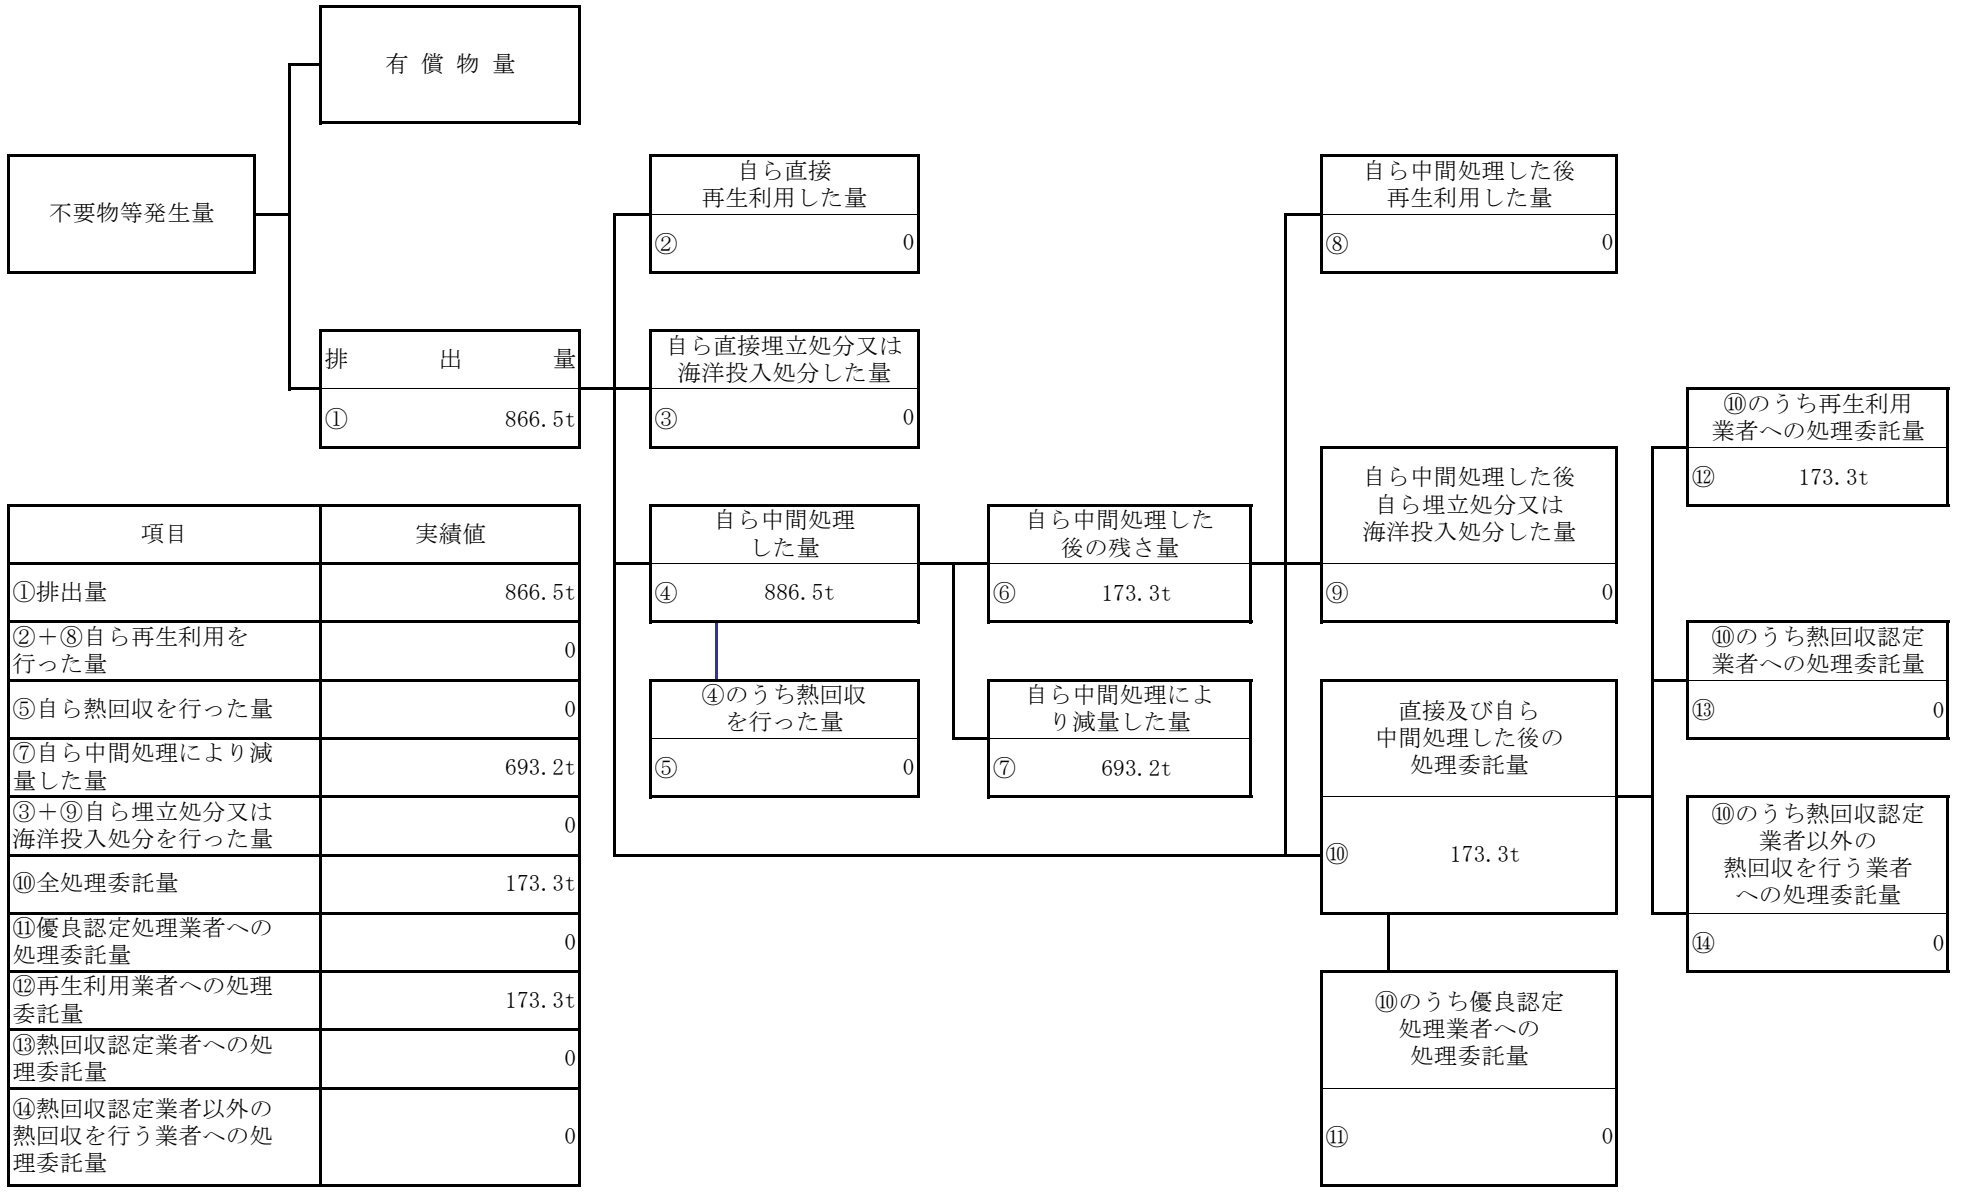 有 償 物 量
不要物等発生量
自ら直接
再生利用した量
② 0
自ら中間処理した後
再生利用した量
⑧ 0
排 出 量
① 866.5t
自ら直接埋立処分又は
海洋投入処分した量
③ 0
⑩のうち再生利用
業者への処理委託量
⑫ 173.3t
自ら中間処理
した量
④ 886.5t
自ら中間処理した
後の残さ量
⑥ 173.3t
自ら中間処理した後
自ら埋立処分又は
海洋投入処分した量
⑨ 0
⑩のうち熱回収認定
業者への処理委託量
⑬ 0
④のうち熱回収
を行った量
⑤ 0
自ら中間処理によ
り減量した量
⑦ 693.2t
直接及び自ら
中間処理した後の
処理委託量
⑩ 173.3t
⑩のうち熱回収認定
業者以外の
熱回収を行う業者
への処理委託量
⑭ 0
⑩のうち優良認定
処理業者への
処理委託量
⑪ 0
項目 実績値
①排出量 866.5t
②＋⑧自ら再生利用を
行った量 0
⑤自ら熱回収を行った量 0
⑦自ら中間処理により減
量した量 693.2t
③＋⑨自ら埋立処分又は
海洋投入処分を行った量 0
⑩全処理委託量 173.3t
⑪優良認定処理業者への
処理委託量 0
⑫再生利用業者への処理
委託量 173.3t
⑬熱回収認定業者への処
理委託量 0
⑭熱回収認定業者以外の
熱回収を行う業者への処
理委託量 0